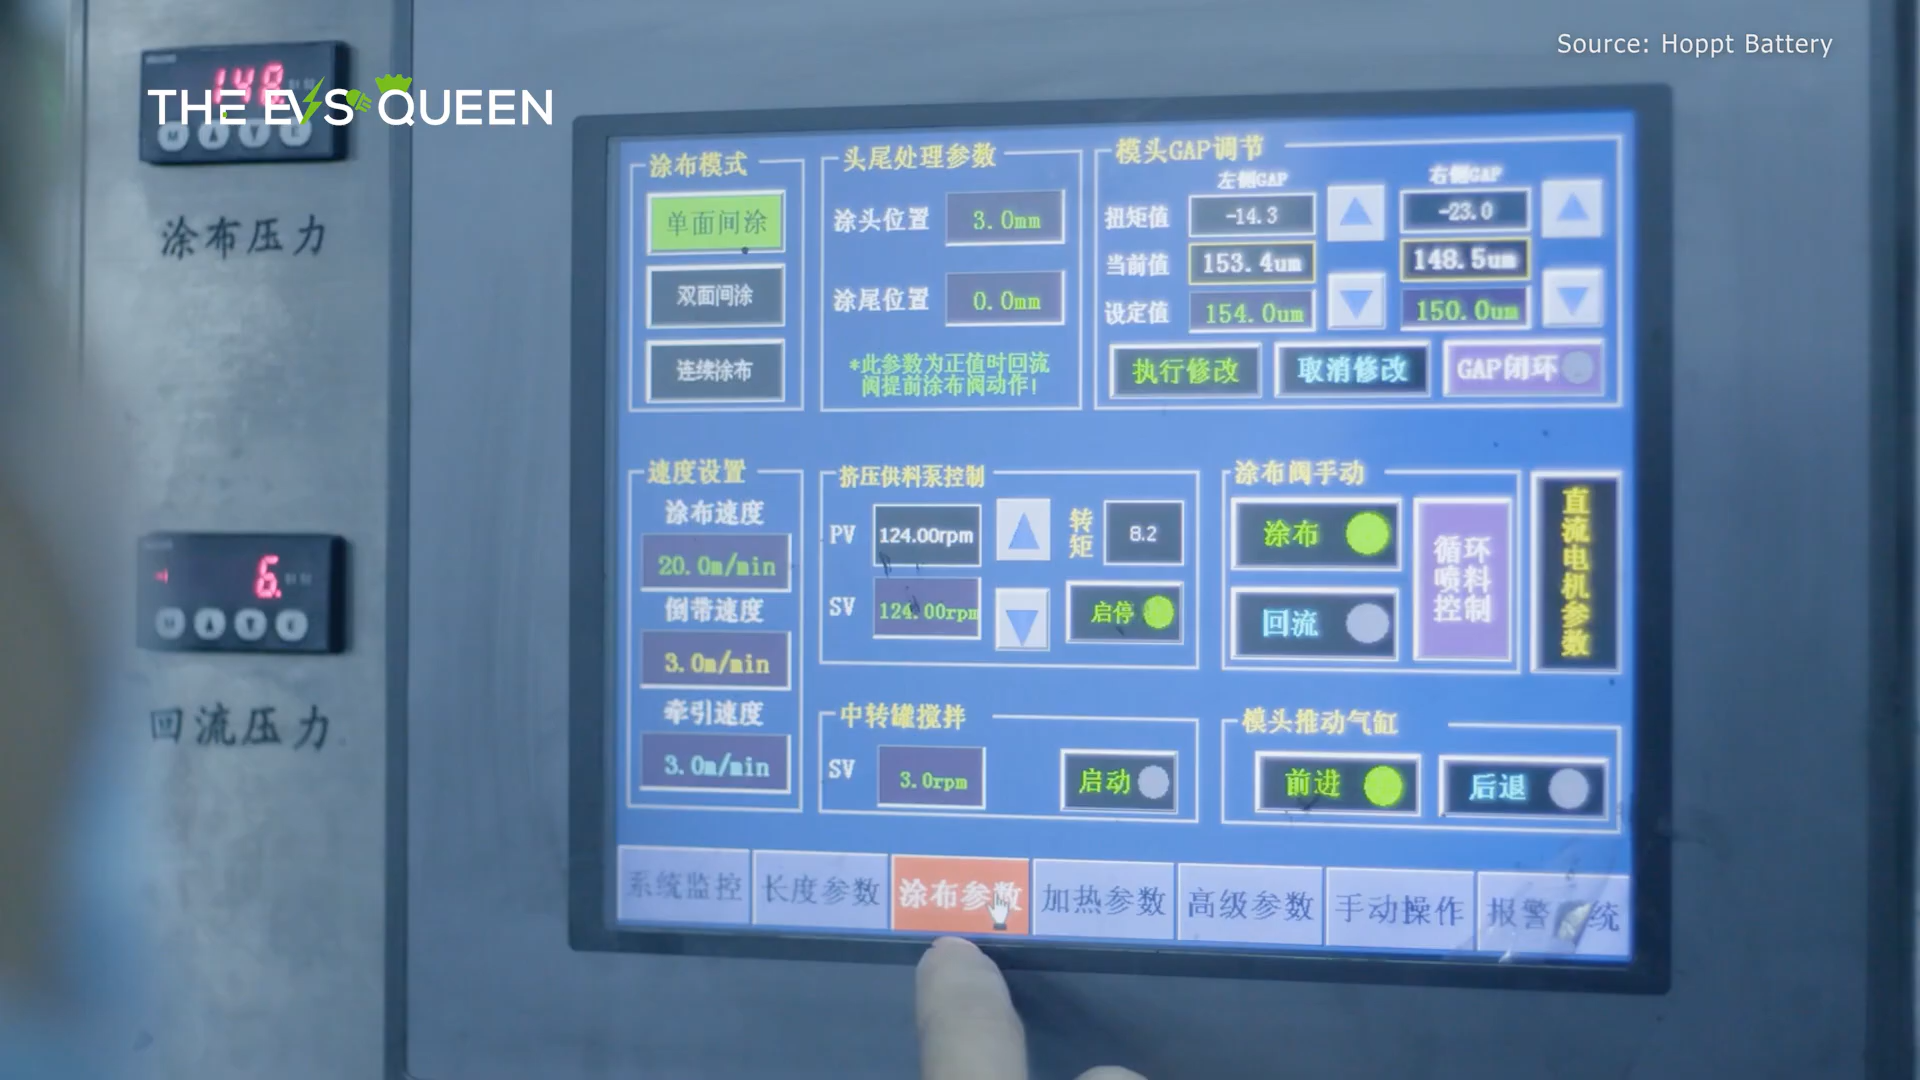 Source: Hoppt Battery
THE EVS QUEEN
148.
涂布压力
6.
回流压力
涂布模式
单面间涂
双面间涂
连续涂布
头尾处理参数
涂头位置 3.0mm
涂尾位置 0.0mm
*此参数为正值时回流
阀提前涂布阀动作!
模头GAP调节
左侧GAP 右侧GAP
扭矩值 -14.3 -23.0
当前值 153.4um 148.5um
设定值 154.0um 150.0um
执行修改 取消修改 GAP闭环
速度设置
涂布速度
20.0m/min
倒带速度
3.0m/min
牵引速度
3.0m/min
挤压供料泵控制
PV 124.00rpm 转矩 8.2
SV 124.00rpm 启停
中转罐搅拌
SV 3.0rpm 启动
涂布阀手动
涂布
回流
循环
喷料
控制
直流电机参数
模头推动气缸
前进 后退
系统监控 长度参数 涂布参数 加热参数 高级参数 手动操作 报警 统